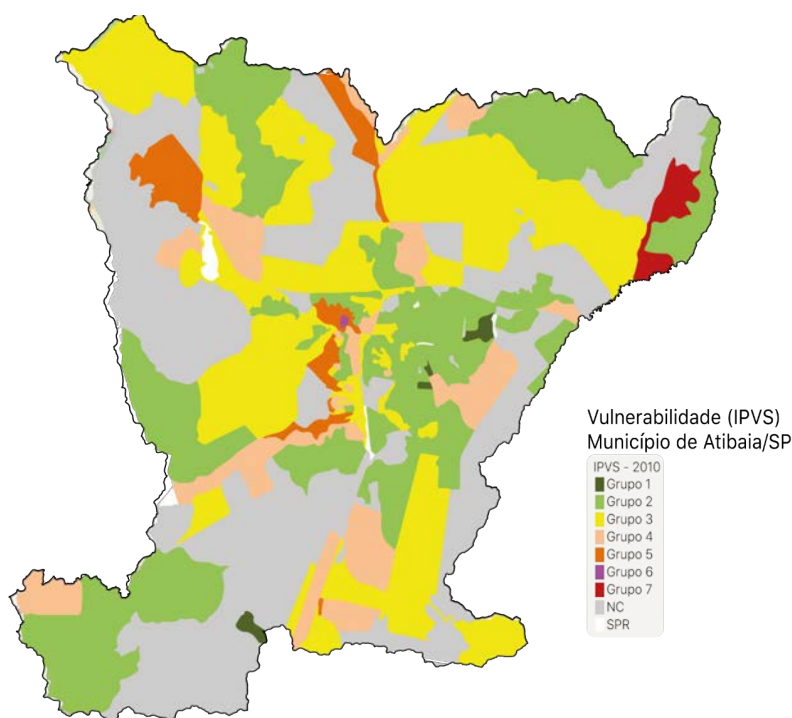 Vulnerabilidade (IPVS)
Município de Atibaia/SP
IPVS - 2010
Grupo 1
Grupo 2
Grupo 3
Grupo 4
Grupo 5
Grupo 6
Grupo 7
NC
SPR